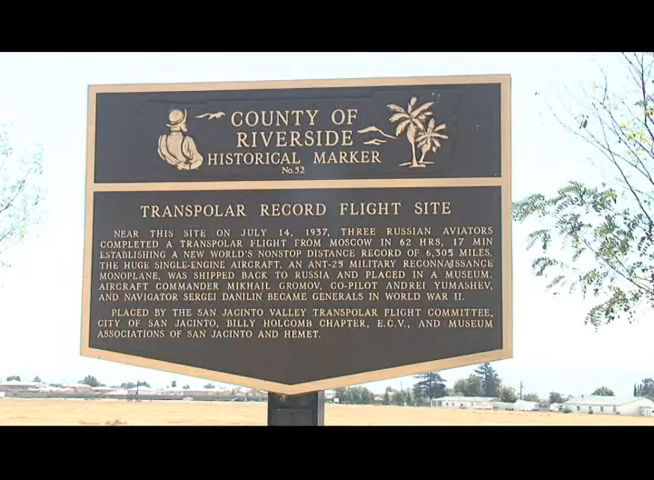 COUNTY OF
RIVERSIDE
HISTORICAL MARKER
No. 52
TRANSPOLAR RECORD FLIGHT SITE
NEAR THIS SITE ON JULY 14, 1937, THREE RUSSIAN AVIATORS
COMPLETED A TRANSPOLAR FLIGHT FROM MOSCOW IN 62 HRS, 17 MIN
ESTABLISHING A NEW WORLD'S NONSTOP DISTANCE RECORD OF 6,305 MILES.
THE HUGE SINGLE-ENGINE AIRCRAFT, AN ANT-25 MILITARY RECONNAISSANCE
MONOPLANE, WAS SHIPPED BACK TO RUSSIA AND PLACED IN A MUSEUM.
AIRCRAFT COMMANDER MIKHAIL GROMOV, CO-PILOT ANDREI YUMASHEV,
AND NAVIGATOR SERGEI DANILIN BECAME GENERALS IN WORLD WAR II.
PLACED BY THE SAN JACINTO VALLEY TRANSPOLAR FLIGHT COMMITTEE,
CITY OF SAN JACINTO, BILLY HOLCOMB CHAPTER, E.C.V., AND MUSEUM
ASSOCIATIONS OF SAN JACINTO AND HEMET.